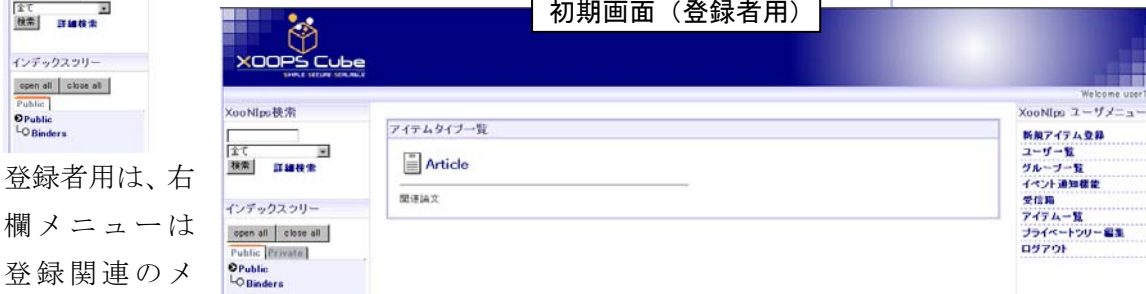 全て
検索 詳細検索
インデックスツリー
open all close all
Public
Public
Binders
登録者用は、右
欄メニューは
登録関連のメ
初期画面（登録者用）
XOOPS Cube
SIMPLE SECURE SCALABLE
Welcome user1
XooNIps検索
全て
検索 詳細検索
インデックスツリー
open all close all
Public Private
Public
Binders
アイテムタイプ一覧
Article
関連論文
XooNIps ユーザメニュー
新規アイテム登録
ユーザ一覧
グループ一覧
イベント通知機能
受信箱
アイテム一覧
プライベートツリー編集
ログアウト